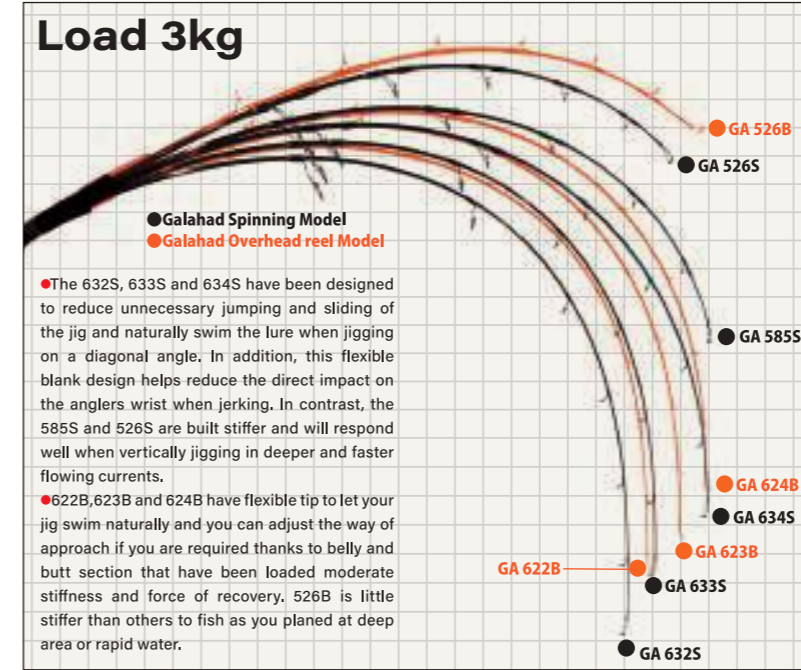 Load 3kg
GA 526B
GA 526S
●Galahad Spinning Model
●Galahad Overhead reel Model
●The 632S, 633S and 634S have been designed
to reduce unnecessary jumping and sliding of
the jig and naturally swim the lure when jigging
on a diagonal angle. In addition, this flexible
blank design helps reduce the direct impact on
the anglers wrist when jerking. In contrast, the
585S and 526S are built stiffer and will respond
well when vertically jigging in deeper and faster
flowing currents.
●622B,623B and 624B have flexible tip to let your
jig swim naturally and you can adjust the way of
approach if you are required thanks to belly and
butt section that have been loaded moderate
stiffness and force of recovery. 526B is little
stiffer than others to fish as you planed at deep
area or rapid water.
GA 585S
GA 624B
GA 634S
GA 623B
GA 622B
GA 633S
GA 632S